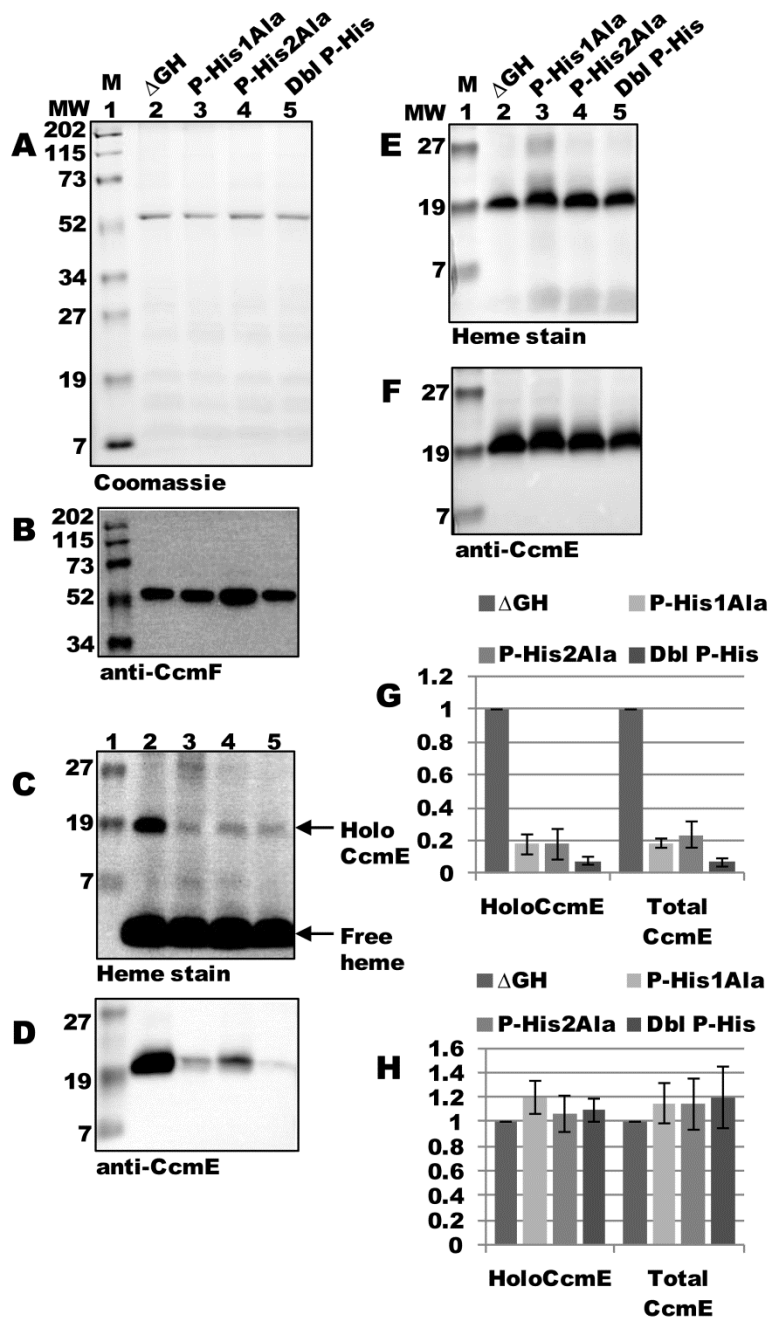 M ΔGH P-His1Ala P-His2Ala Dbl P-His
MW 1 2 3 4 5
A
202
115
73
52
34
27
19
7
Coomassie
B
202
115
73
52
34
anti-CcmF
1 2 3 4 5
C
27
19
7
Holo
CcmE
Free
heme
Heme stain
D
27
19
7
anti-CcmE
M ΔGH P-His1Ala P-His2Ala Dbl P-His
MW 1 2 3 4 5
E
27
19
7
Heme stain
F
27
19
7
anti-CcmE
ΔGH P-His1Ala
P-His2Ala Dbl P-His
G
1.2
1
0.8
0.6
0.4
0.2
0
HoloCcmE Total
CcmE
ΔGH P-His1Ala
P-His2Ala Dbl P-His
H
1.6
1.4
1.2
1
0.8
0.6
0.4
0.2
0
HoloCcmE Total
CcmE